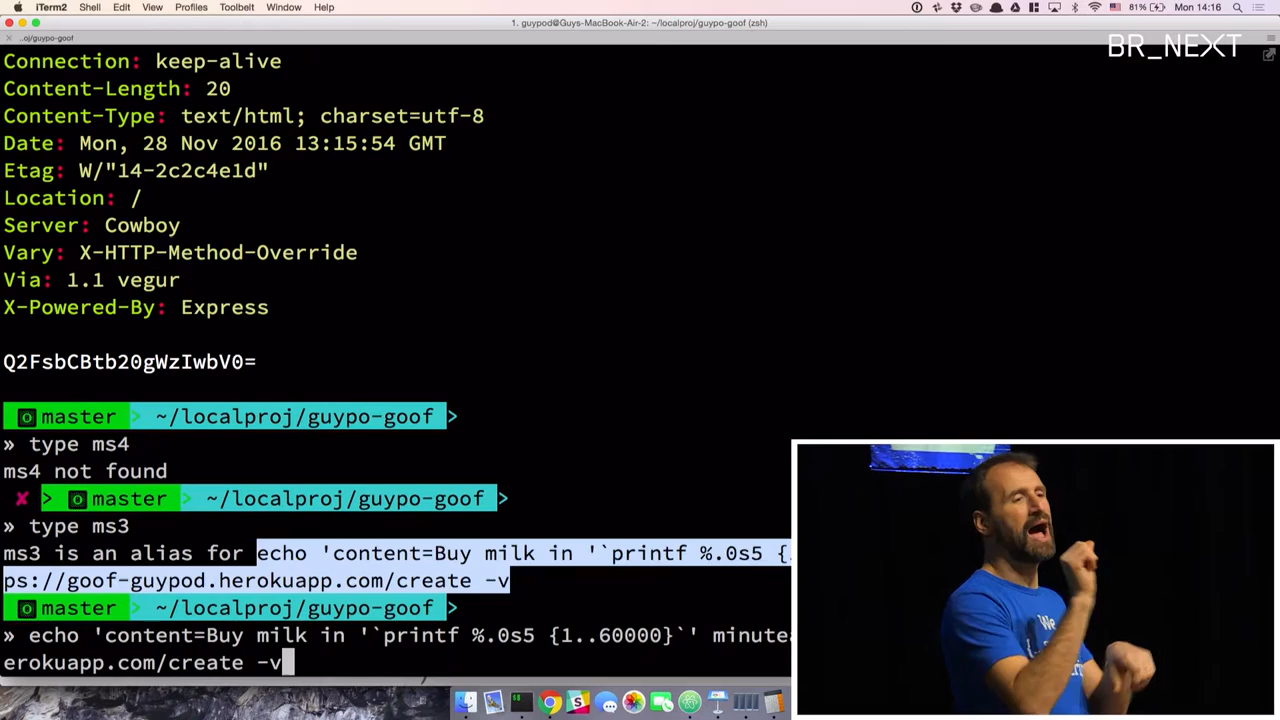 iTerm2 Shell Edit View Profiles Toolbelt Window Help 81% Mon 14:16
1. guypod@Guys-MacBook-Air-2: ~/localproj/guypo-goof (zsh)
..oj/guypo-goof
BR_NEXT
Connection: keep-alive
Content-Length: 20
Content-Type: text/html; charset=utf-8
Date: Mon, 28 Nov 2016 13:15:54 GMT
Etag: W/"14-2c2c4e1d"
Location: /
Server: Cowboy
Vary: X-HTTP-Method-Override
Via: 1.1 vegur
X-Powered-By: Express
Q2FsbCBtb20gWzIwbV0=
master > ~/localproj/guypo-goof >
» type ms4
ms4 not found
✘ > master > ~/localproj/guypo-goof >
» type ms3
ms3 is an alias for echo 'content=Buy milk in '`printf %.0s5 {
ps://goof-guypod.herokuapp.com/create -v
master > ~/localproj/guypo-goof >
» echo 'content=Buy milk in '`printf %.0s5 {1..60000}`' minute
erokuapp.com/create -v
We